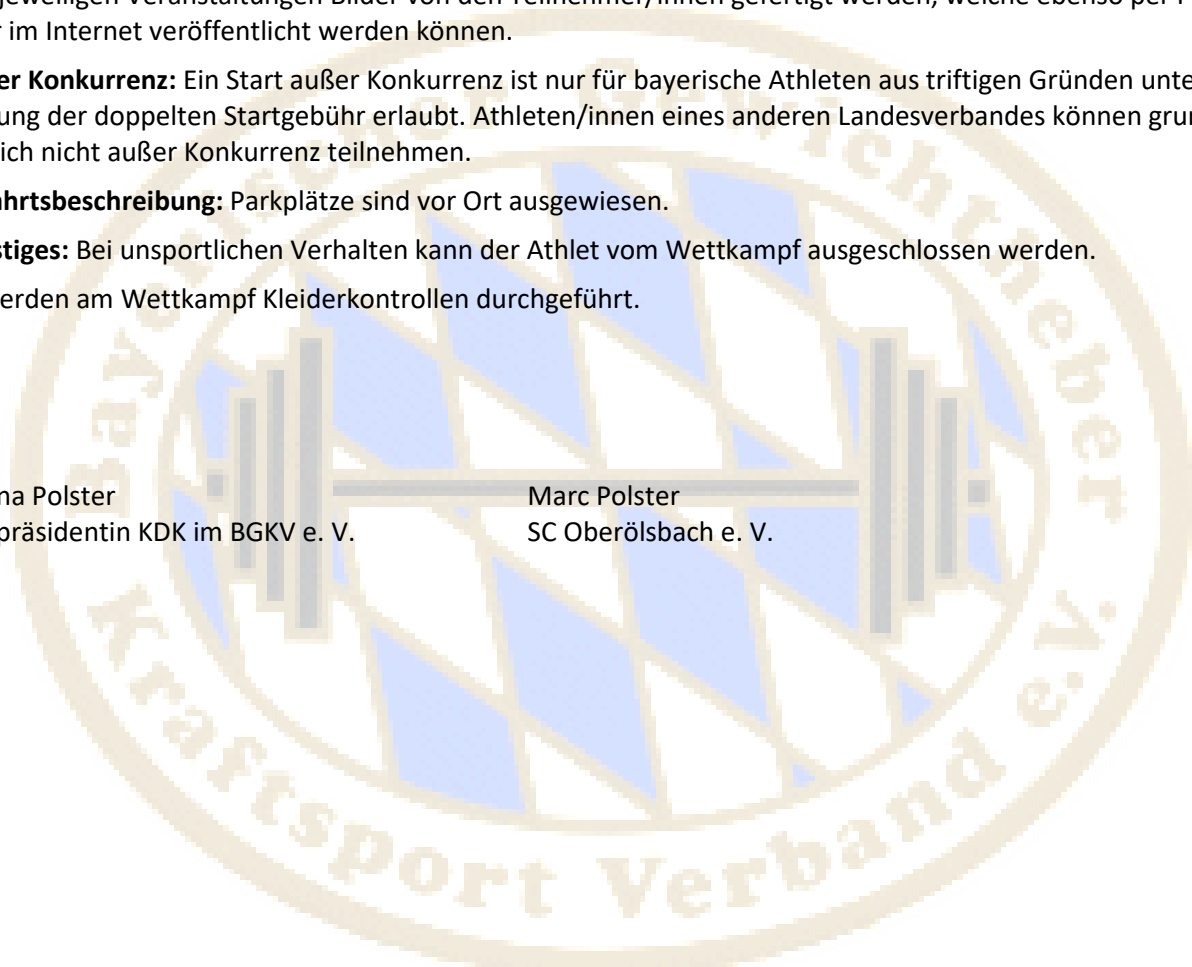 jeweiligen Veranstaltungen Bilder von den Teilnehmer/innen gefertigt werden, welche ebenso per
r im Internet veröffentlicht werden können.
er Konkurrenz: Ein Start außer Konkurrenz ist nur für bayerische Athleten aus triftigen Gründen unte
ung der doppelten Startgebühr erlaubt. Athleten/innen eines anderen Landesverbandes können grun
ich nicht außer Konkurrenz teilnehmen.
hrtsbeschreibung: Parkplätze sind vor Ort ausgewiesen.
stiges: Bei unsportlichen Verhalten kann der Athlet vom Wettkampf ausgeschlossen werden.
erden am Wettkampf Kleiderkontrollen durchgeführt.
na Polster
präsidentin KDK im BGKV e. V.
Marc Polster
SC Oberölsbach e. V.
Bayerischer Gewichtheber
Kraftsport Verband e.V.